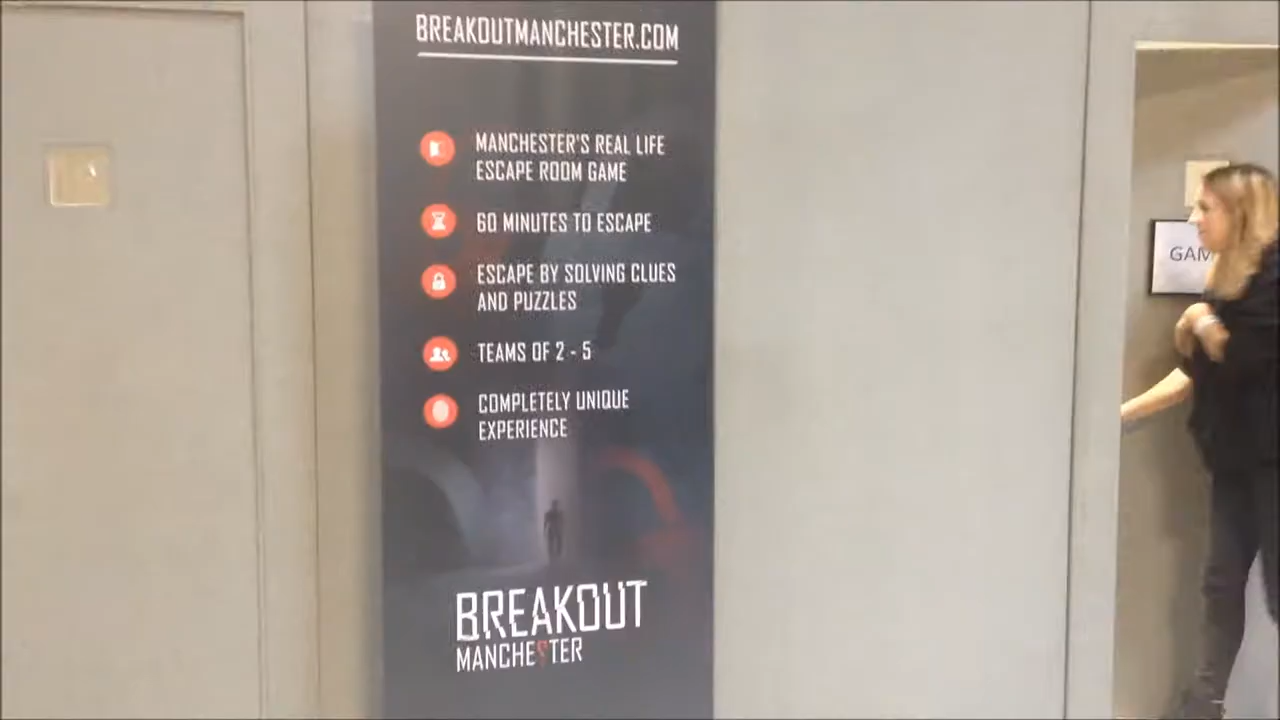 BREAKOUTMANCHESTER.COM
MANCHESTER'S REAL LIFE
ESCAPE ROOM GAME
60 MINUTES TO ESCAPE
ESCAPE BY SOLVING CLUES
AND PUZZLES
TEAMS OF 2 - 5
COMPLETELY UNIQUE
EXPERIENCE
BREAKOUT
MANCHESTER